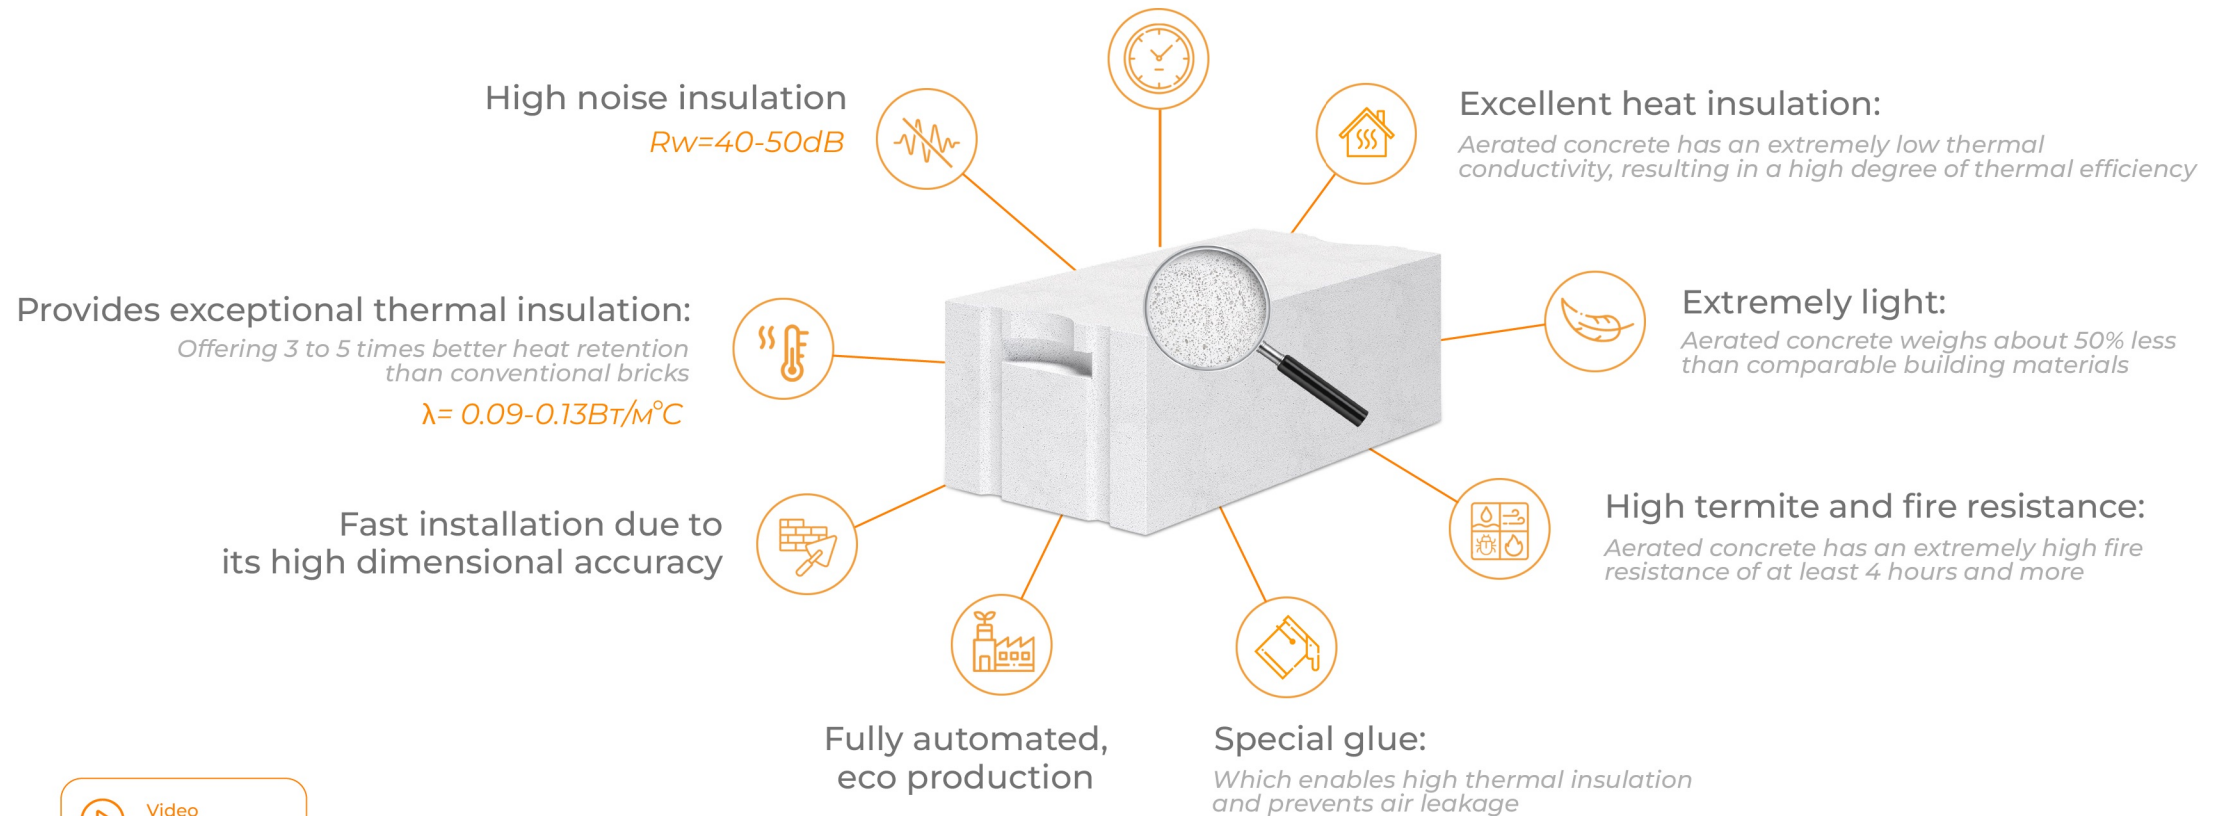 High noise insulation
Rw=40-50dB
Excellent heat insulation:
Aerated concrete has an extremely low thermal
conductivity, resulting in a high degree of thermal efficiency
Provides exceptional thermal insulation:
Offering 3 to 5 times better heat retention
than conventional bricks
λ= 0.09-0.13Вт/м°С
Extremely light:
Aerated concrete weighs about 50% less
than comparable building materials
Fast installation due to
its high dimensional accuracy
High termite and fire resistance:
Aerated concrete has an extremely high fire
resistance of at least 4 hours and more
Fully automated,
eco production
Special glue:
Which enables high thermal insulation
and prevents air leakage
Video